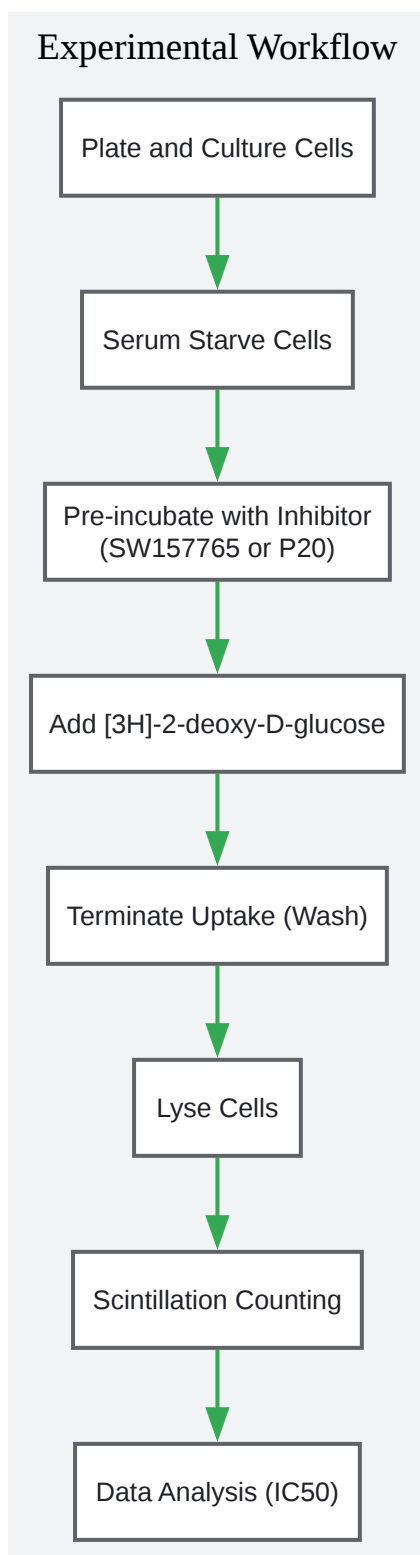 Experimental Workflow
Plate and Culture Cells
Serum Starve Cells
Pre-incubate with Inhibitor
(SW157765 or P20)
Add [3H]-2-deoxy-D-glucose
Terminate Uptake (Wash)
Lyse Cells
Scintillation Counting
Data Analysis (IC50)